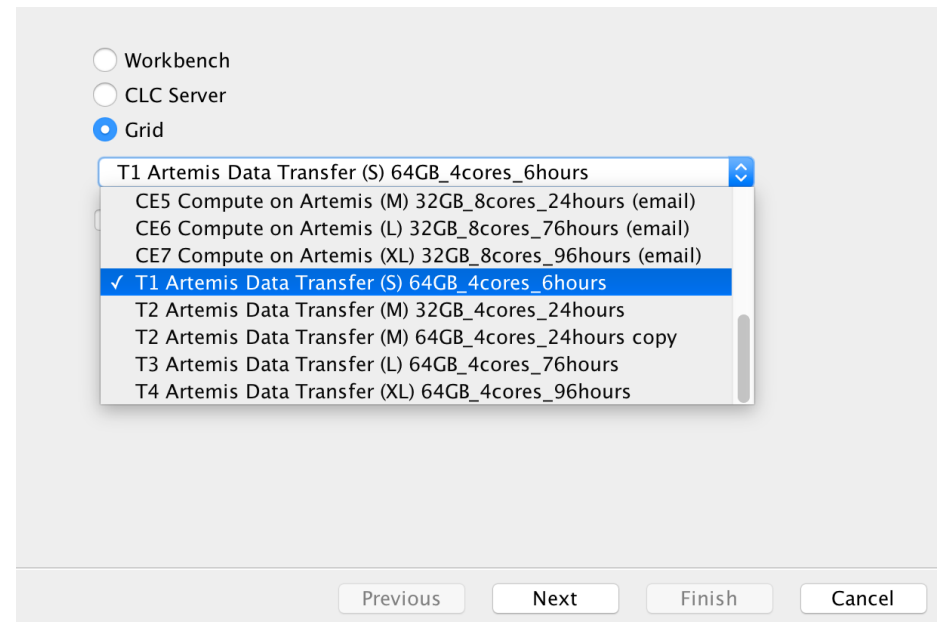 Workbench
CLC Server
Grid
T1 Artemis Data Transfer (S) 64GB_4cores_6hours
CE5 Compute on Artemis (M) 32GB_8cores_24hours (email)
CE6 Compute on Artemis (L) 32GB_8cores_76hours (email)
CE7 Compute on Artemis (XL) 32GB_8cores_96hours (email)
✓ T1 Artemis Data Transfer (S) 64GB_4cores_6hours
T2 Artemis Data Transfer (M) 32GB_4cores_24hours
T2 Artemis Data Transfer (M) 64GB_4cores_24hours copy
T3 Artemis Data Transfer (L) 64GB_4cores_76hours
T4 Artemis Data Transfer (XL) 64GB_4cores_96hours
Previous Next Finish Cancel